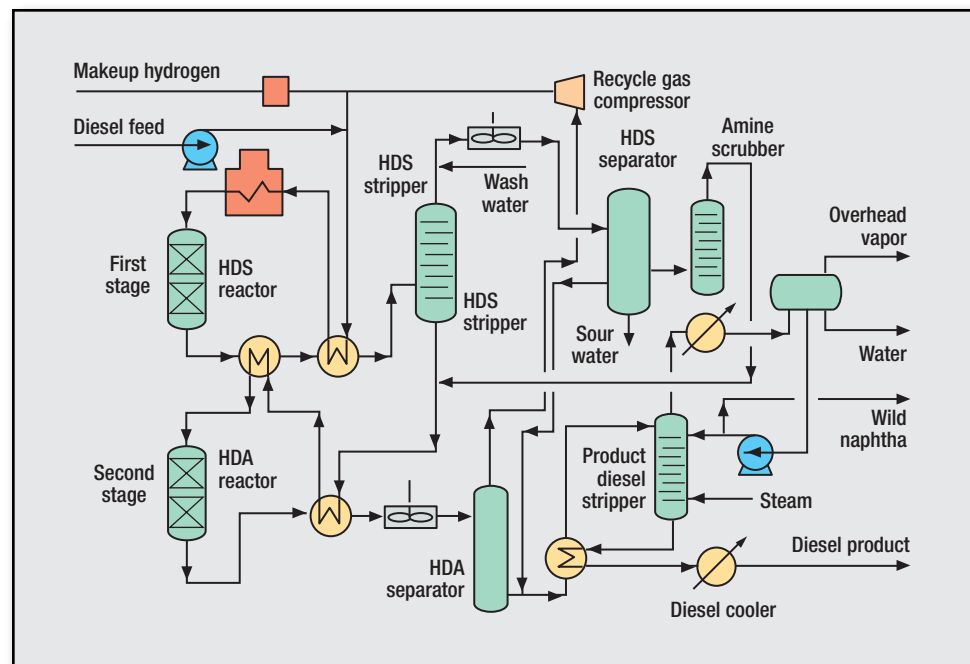 Makeup hydrogen
Diesel feed
Recycle gas
compressor
HDS
separator
Amine
scrubber
HDS
stripper
Wash
water
Overhead
vapor
First
stage
HDS
reactor
HDS
stripper
Sour
water
Water
Wild
naphtha
Second
stage
HDA
reactor
Product
diesel
stripper
Steam
HDA
separator
Diesel product
Diesel cooler